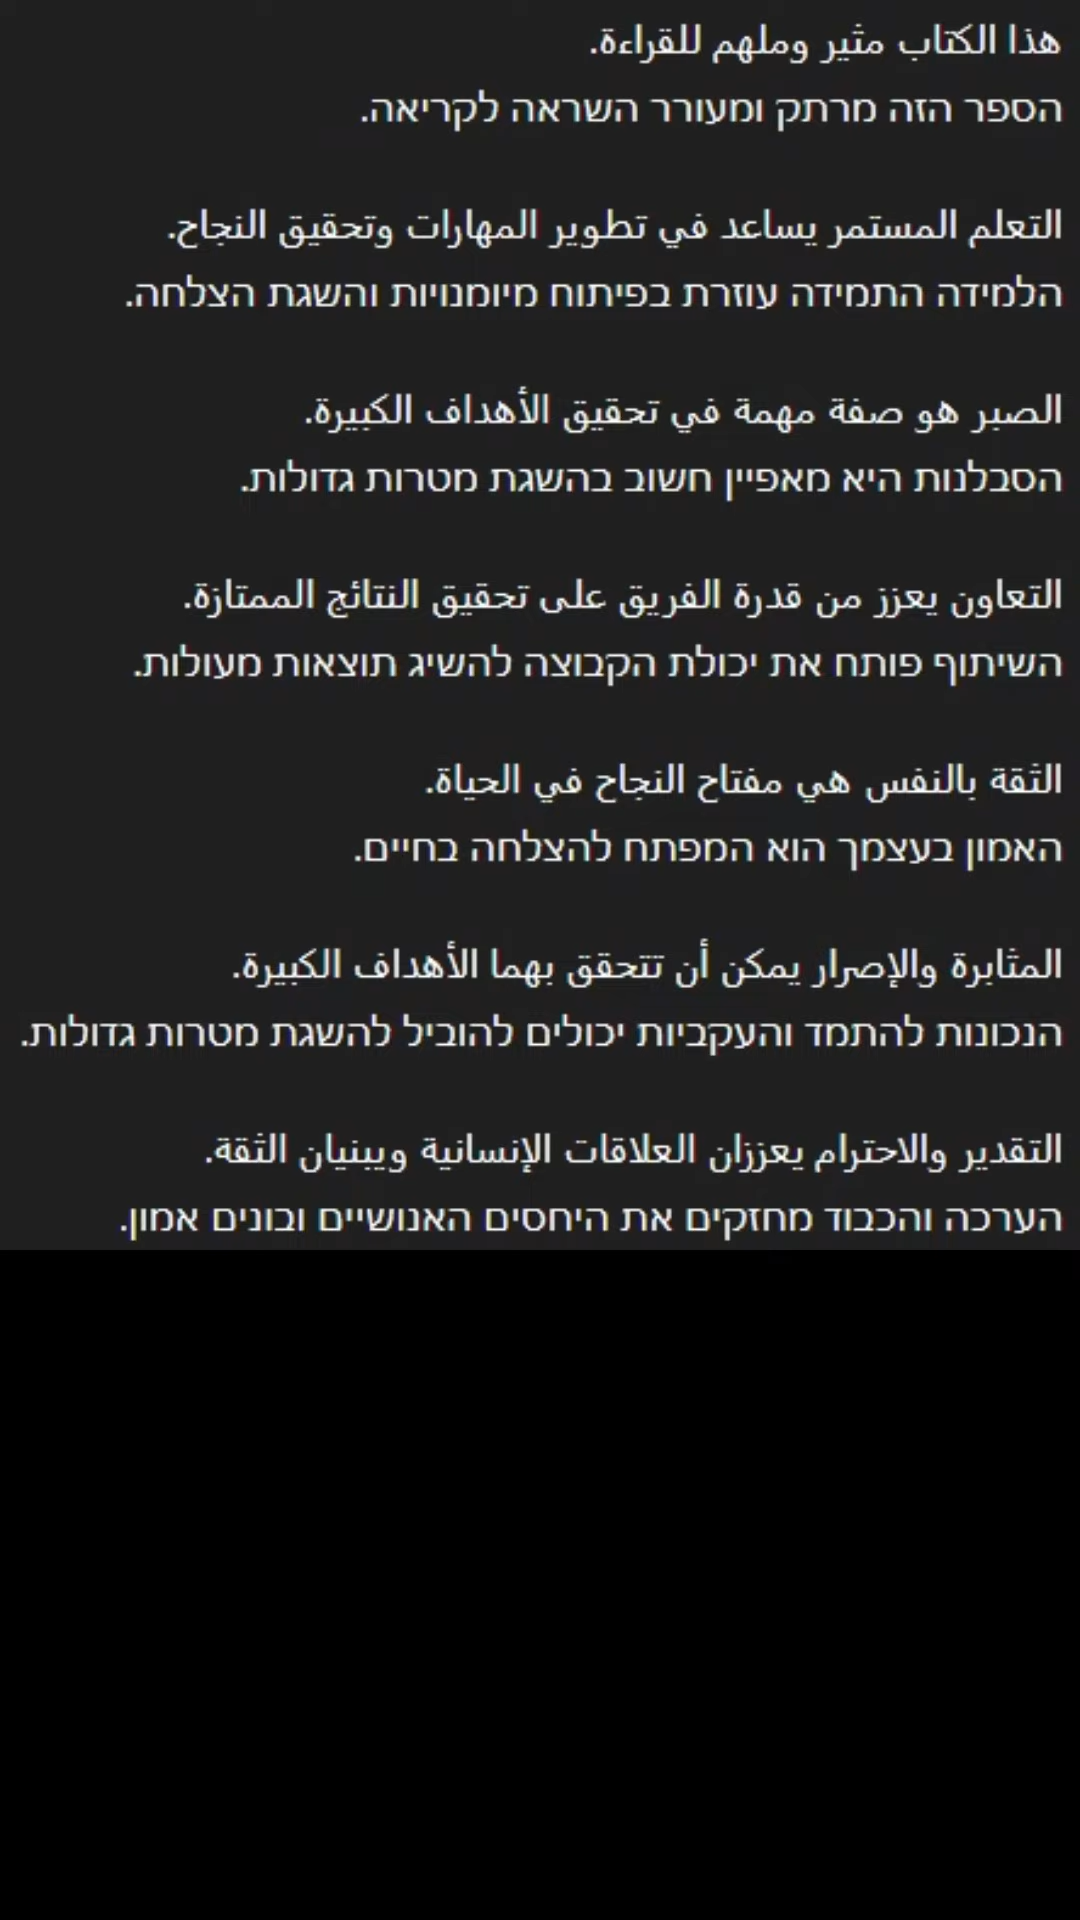 هذا الكتاب مثير وملهم للقراءة.
הספר הזה מרתק ומעורר השראה לקריאה.
التعلم المستمر يساعد في تطوير المهارات وتحقيق النجاح.
הלמידה התמידה עוזרת בפיתוח מיומנויות והשגת הצלחה.
الصبر هو صفة مهمة في تحقيق الأهداف الكبيرة.
הסבלנות היא מאפיין חשוב בהשגת מטרות גדולות.
التعاون يعزز من قدرة الفريق على تحقيق النتائج الممتازة.
השיתוף פותח את יכולת הקבוצה להשיג תוצאות מעולות.
الثقة بالنفس هي مفتاح النجاح في الحياة.
האמון בעצמך הוא המפתח להצלחה בחיים.
المثابرة والإصرار يمكن أن تتحقق بهما الأهداف الكبيرة.
הנכונות להתמד והעקביות יכולים להוביל להשגת מטרות גדולות.
التقدير والاحترام يعززان العلاقات الإنسانية ويبنيان الثقة.
הערכה והכבוד מחזקים את היחסים האנושיים ובונים אמון.